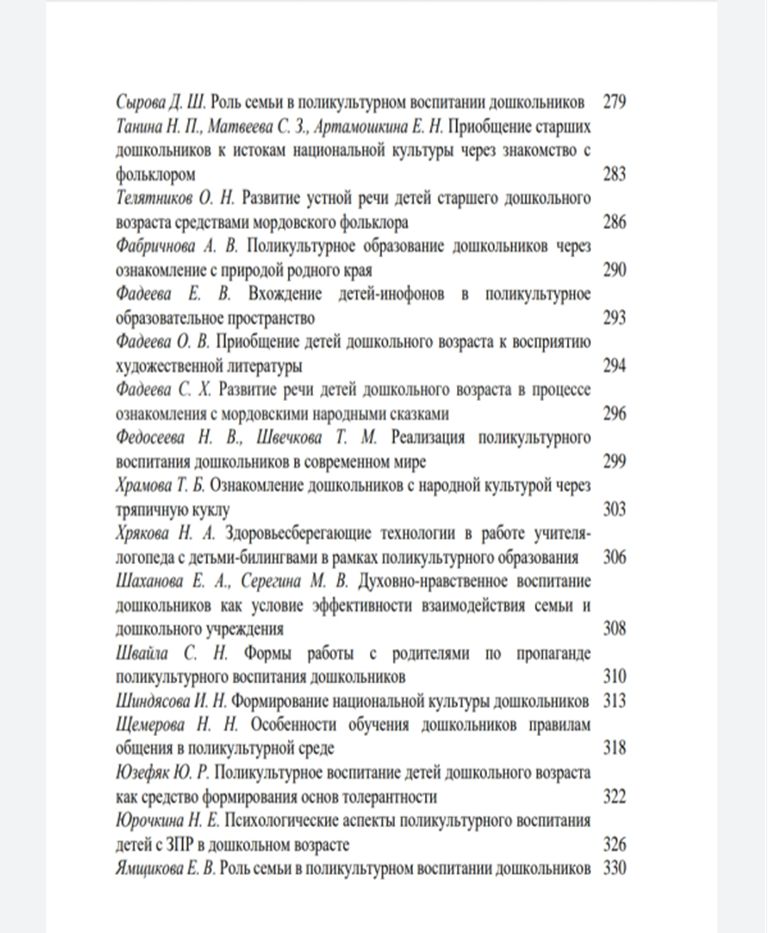 Сырова Д. Ш. Роль семьи в поликультурном воспитании дошкольников 279
Танина Н. П., Матвеева С. З., Артамошкина Е. Н. Приобщение старших
дошкольников к истокам национальной культуры через знакомство с
фольклором 283
Телятников О. Н. Развитие устной речи детей старшего дошкольного
возраста средствами мордовского фольклора 286
Фабричнова А. В. Поликультурное образование дошкольников через
ознакомление с природой родного края 290
Фадеева Е. В. Вхождение детей-инофонов в поликультурное
образовательное пространство 293
Фадеева О. В. Приобщение детей дошкольного возраста к восприятию
художественной литературы 294
Фадеева С. Х. Развитие речи детей дошкольного возраста в процессе
ознакомления с мордовскими народными сказками 296
Федосеева Н. В., Швечкова Т. М. Реализация поликультурного
воспитания дошкольников в современном мире 299
Храмова Т. Б. Ознакомление дошкольников с народной культурой через
тряпичную куклу 303
Хрякова Н. А. Здоровьесберегающие технологии в работе учителя-
логопеда с детьми-билингвами в рамках поликультурного образования 306
Шаханова Е. А., Серегина М. В. Духовно-нравственное воспитание
дошкольников как условие эффективности взаимодействия семьи и
дошкольного учреждения 308
Швайла С. Н. Формы работы с родителями по пропаганде
поликультурного воспитания дошкольников 310
Шиндясова И. Н. Формирование национальной культуры дошкольников 313
Щемерова Н. Н. Особенности обучения дошкольников правилам
общения в поликультурной среде 318
Юзефяк Ю. Р. Поликультурное воспитание детей дошкольного возраста
как средство формирования основ толерантности 322
Юрочкина Н. Е. Психологические аспекты поликультурного воспитания
детей с ЗПР в дошкольном возрасте 326
Ямщикова Е. В. Роль семьи в поликультурном воспитании дошкольников 330